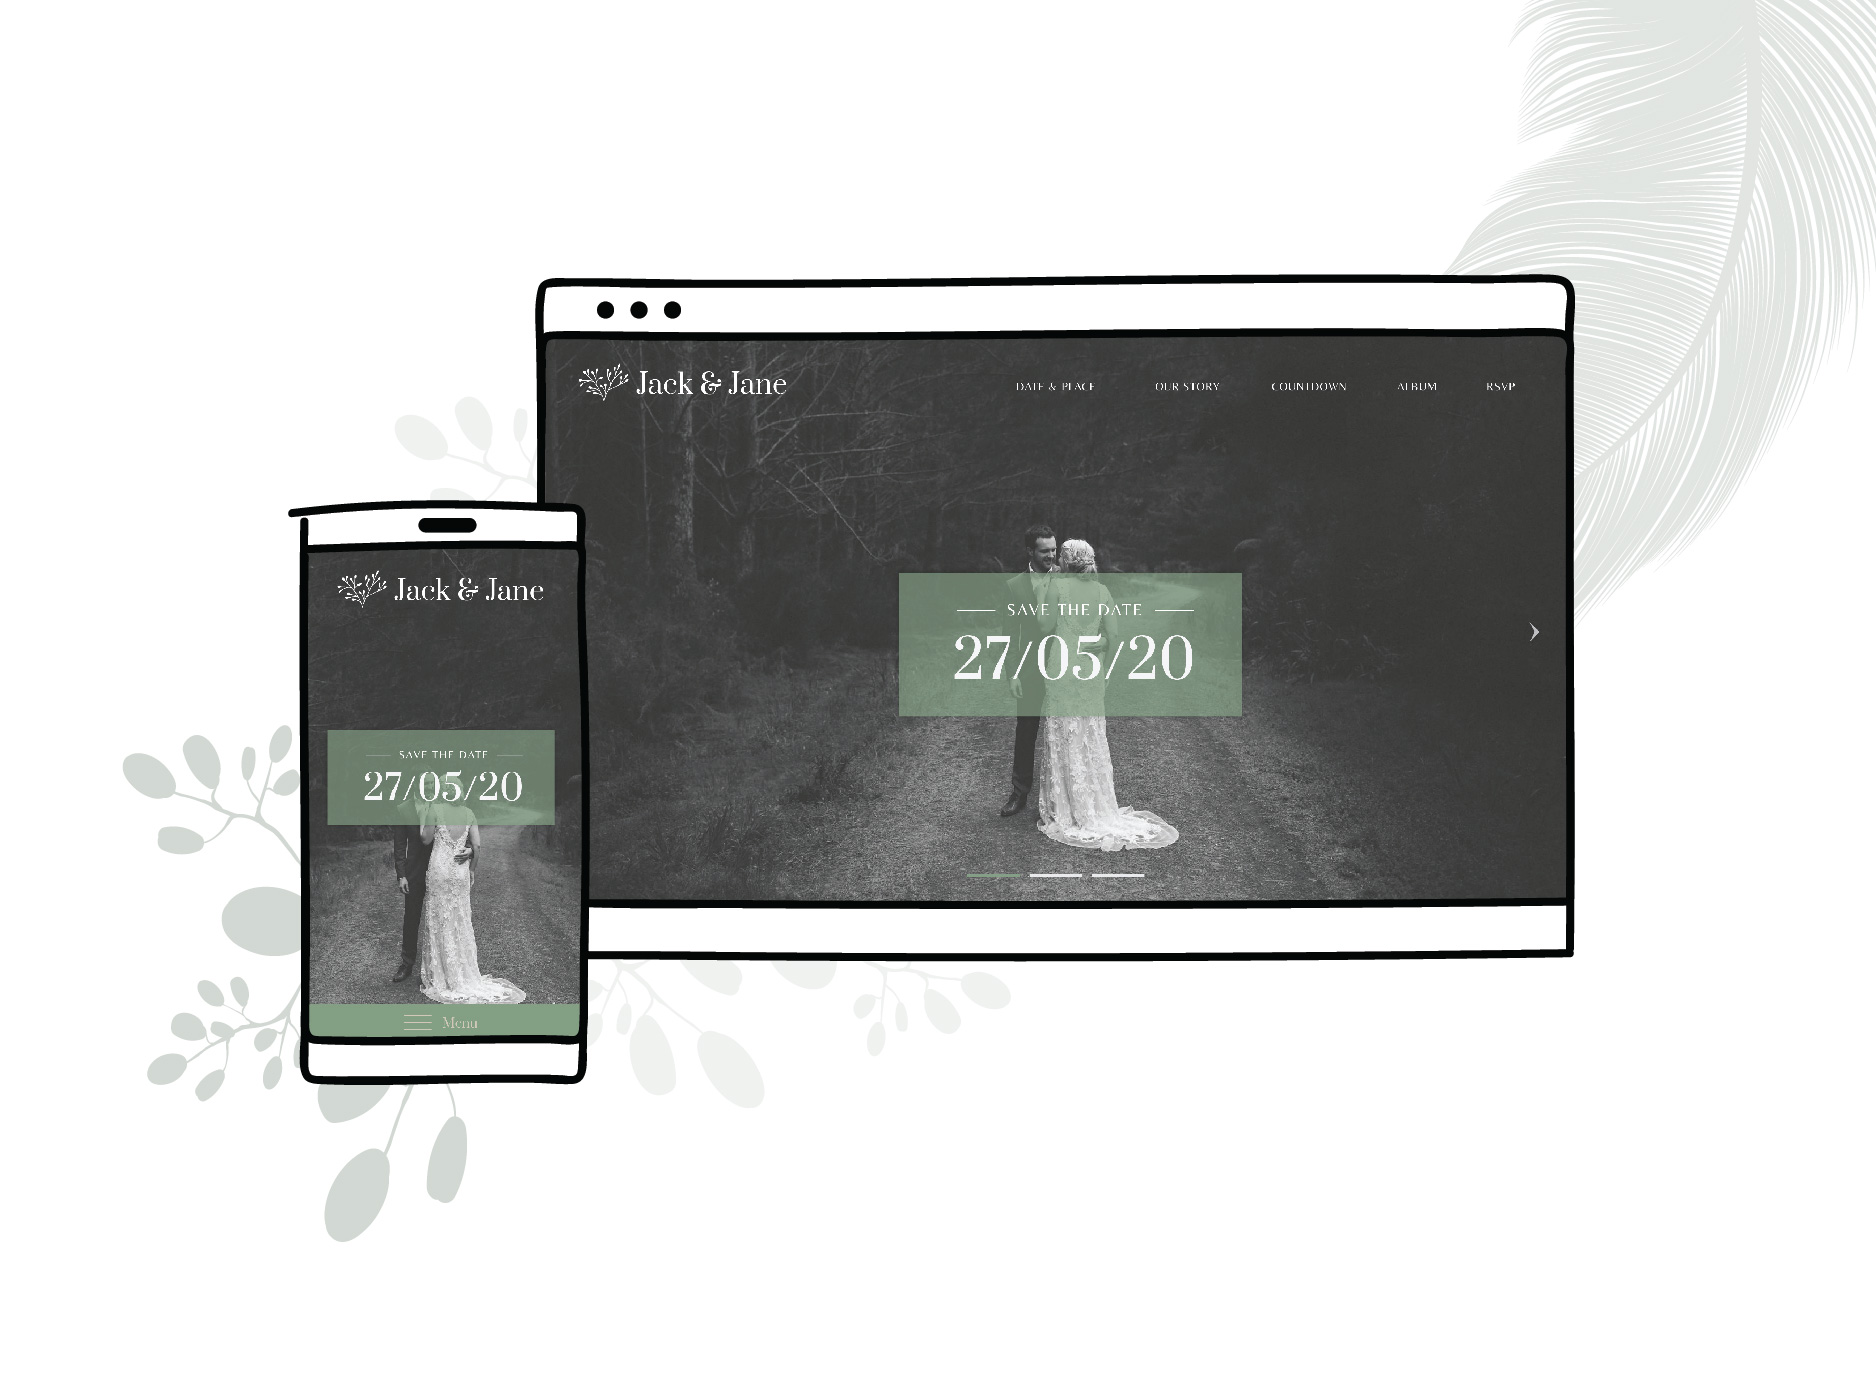 Jack & Jane
DATE & PLACE OUR STORY COUNTDOWN ALBUM RSVP
SAVE THE DATE
27/05/20
Jack & Jane
SAVE THE DATE
27/05/20
Menu